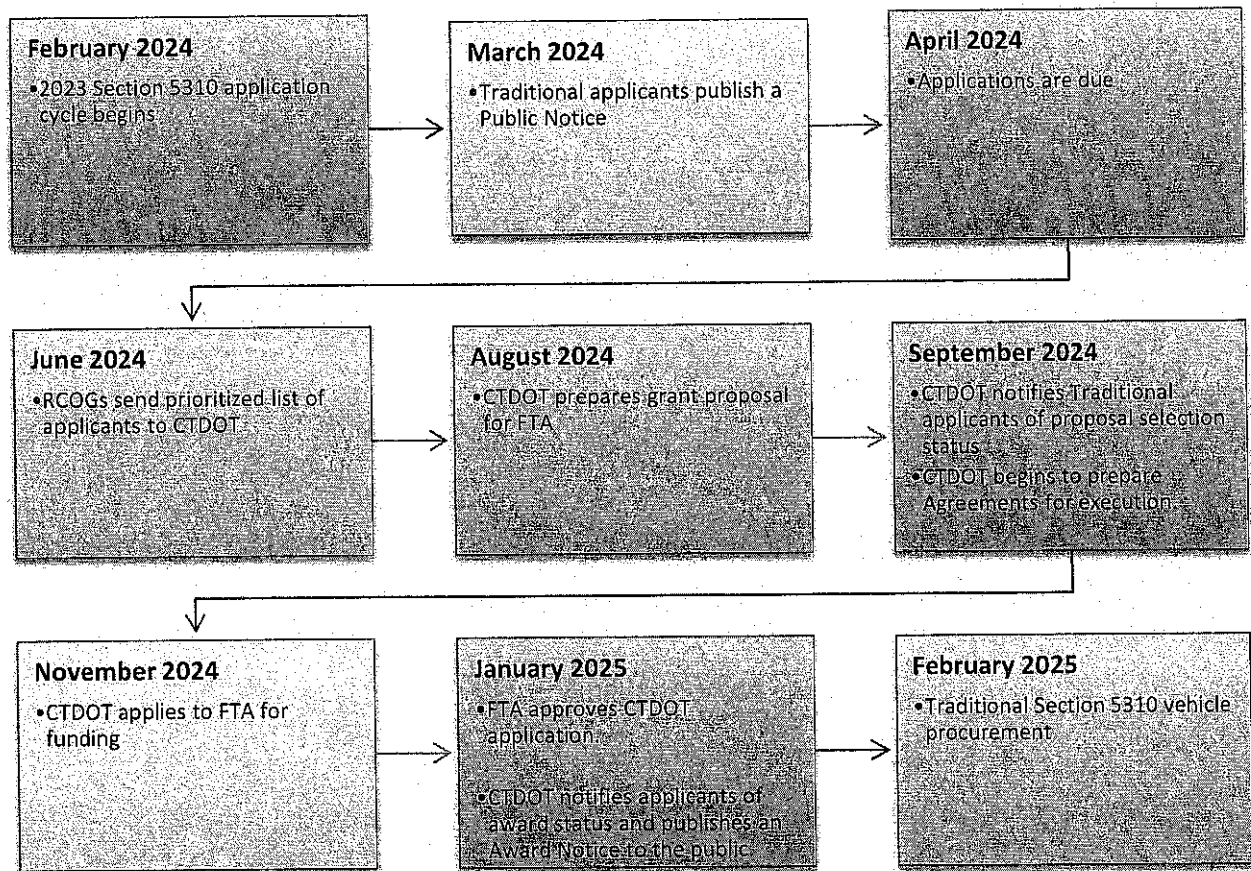 February 2024
•2023 Section 5310 application
cycle begins
March 2024
•Traditional applicants publish a
Public Notice
April 2024
•Applications are due
June 2024
•RCOGs send prioritized list of
applicants to CTDOT
August 2024
•CTDOT prepares grant proposal
for FTA
September 2024
•CTDOT notifies Traditional
applicants of proposal selection
status
•CTDOT begins to prepare
Agreements for execution
November 2024
•CTDOT applies to FTA for
funding
January 2025
•FTA approves CTDOT
application.
•CTDOT notifies applicants of
award status and publishes an
Award Notice to the public
February 2025
•Traditional Section 5310 vehicle
procurement